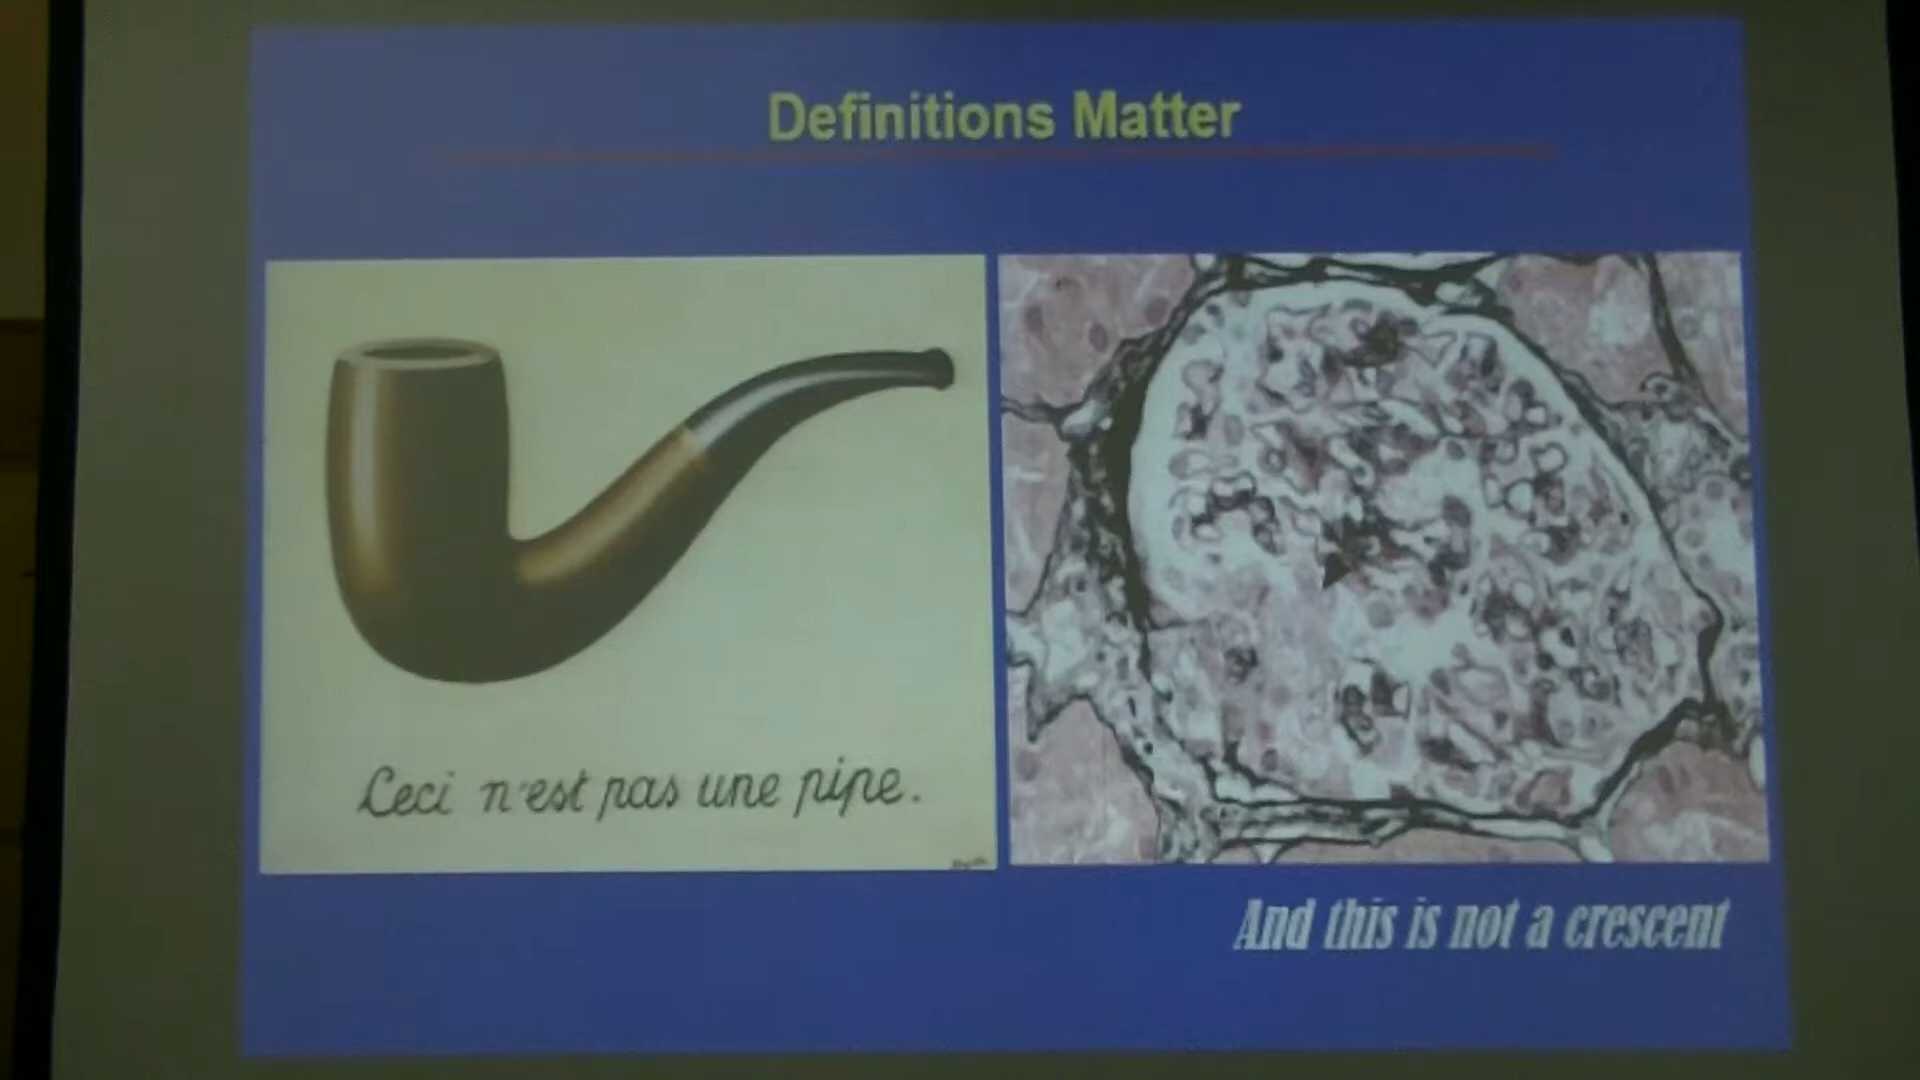 Definitions Matter
Ceci n'est pas une pipe.
And this is not a crescent